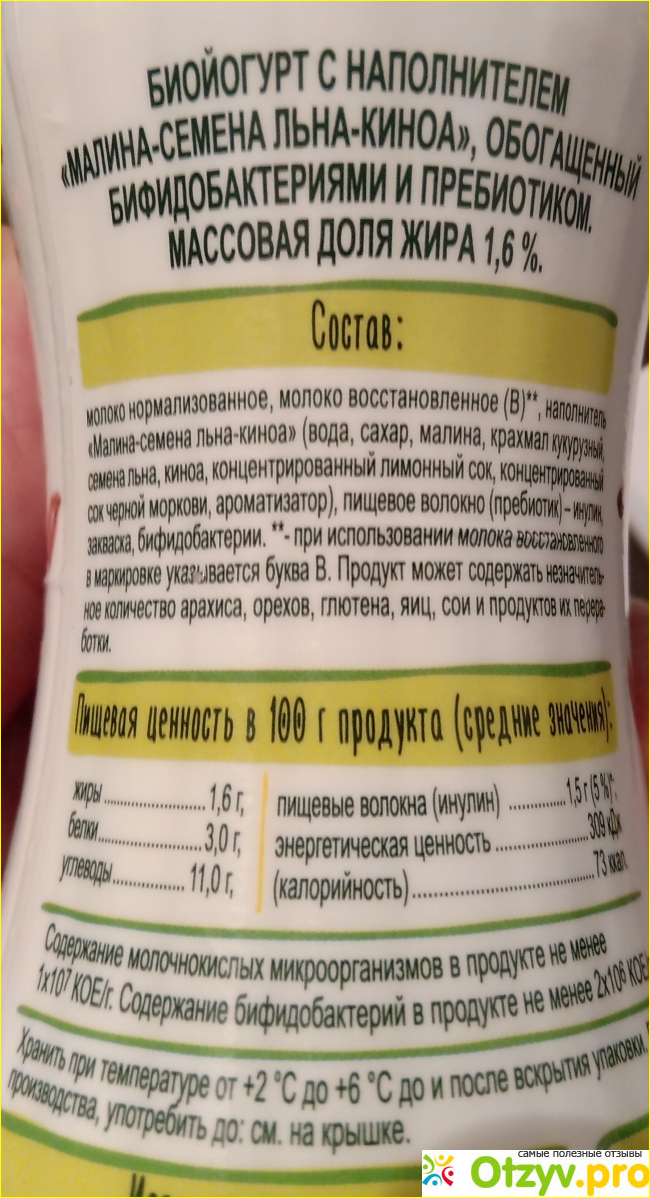 БИОЙОГУРТ С НАПОЛНИТЕЛЕМ
«МАЛИНА-СЕМЕНА ЛЬНА-КИНОА», ОБОГАЩЕННЫЙ
БИФИДОБАКТЕРИЯМИ И ПРЕБИОТИКОМ.
МАССОВАЯ ДОЛЯ ЖИРА 1,6 %.
Состав:
молоко нормализованное, молоко восстановленное (В)**, наполнитель
«Малина-семена льна-киноа» (вода, сахар, малина, крахмал кукурузный,
семена льна, киноа, концентрированный лимонный сок, концентрированный
сок черной моркови, ароматизатор), пищевое волокно (пребиотик) – инулин,
закваска, бифидобактерии. **- при использовании молока восстановленного
в маркировке указывается буква В. Продукт может содержать незначитель-
ное количество арахиса, орехов, глютена, яиц, сои и продуктов их перера-
ботки.
Пищевая ценность в 100 г продукта (средние значения):
жиры.....................1,6 г,
белки.....................3,0 г,
углеводы............... 11,0 г,
пищевые волокна (инулин) ............1,5 г (5 %)*,
энергетическая ценность ..................309 кДж
(калорийность)...................................73 ккал.
Содержание молочнокислых микроорганизмов в продукте не менее
1x10⁷ КОЕ/г. Содержание бифидобактерий в продукте не менее 2x10⁶ КОЕ/
Хранить при температуре от +2 °С до +6 °С до и после вскрытия упаковки.
производства, употребить до: см. на крышке.
самые полезные отзывы
Otzyv.pro